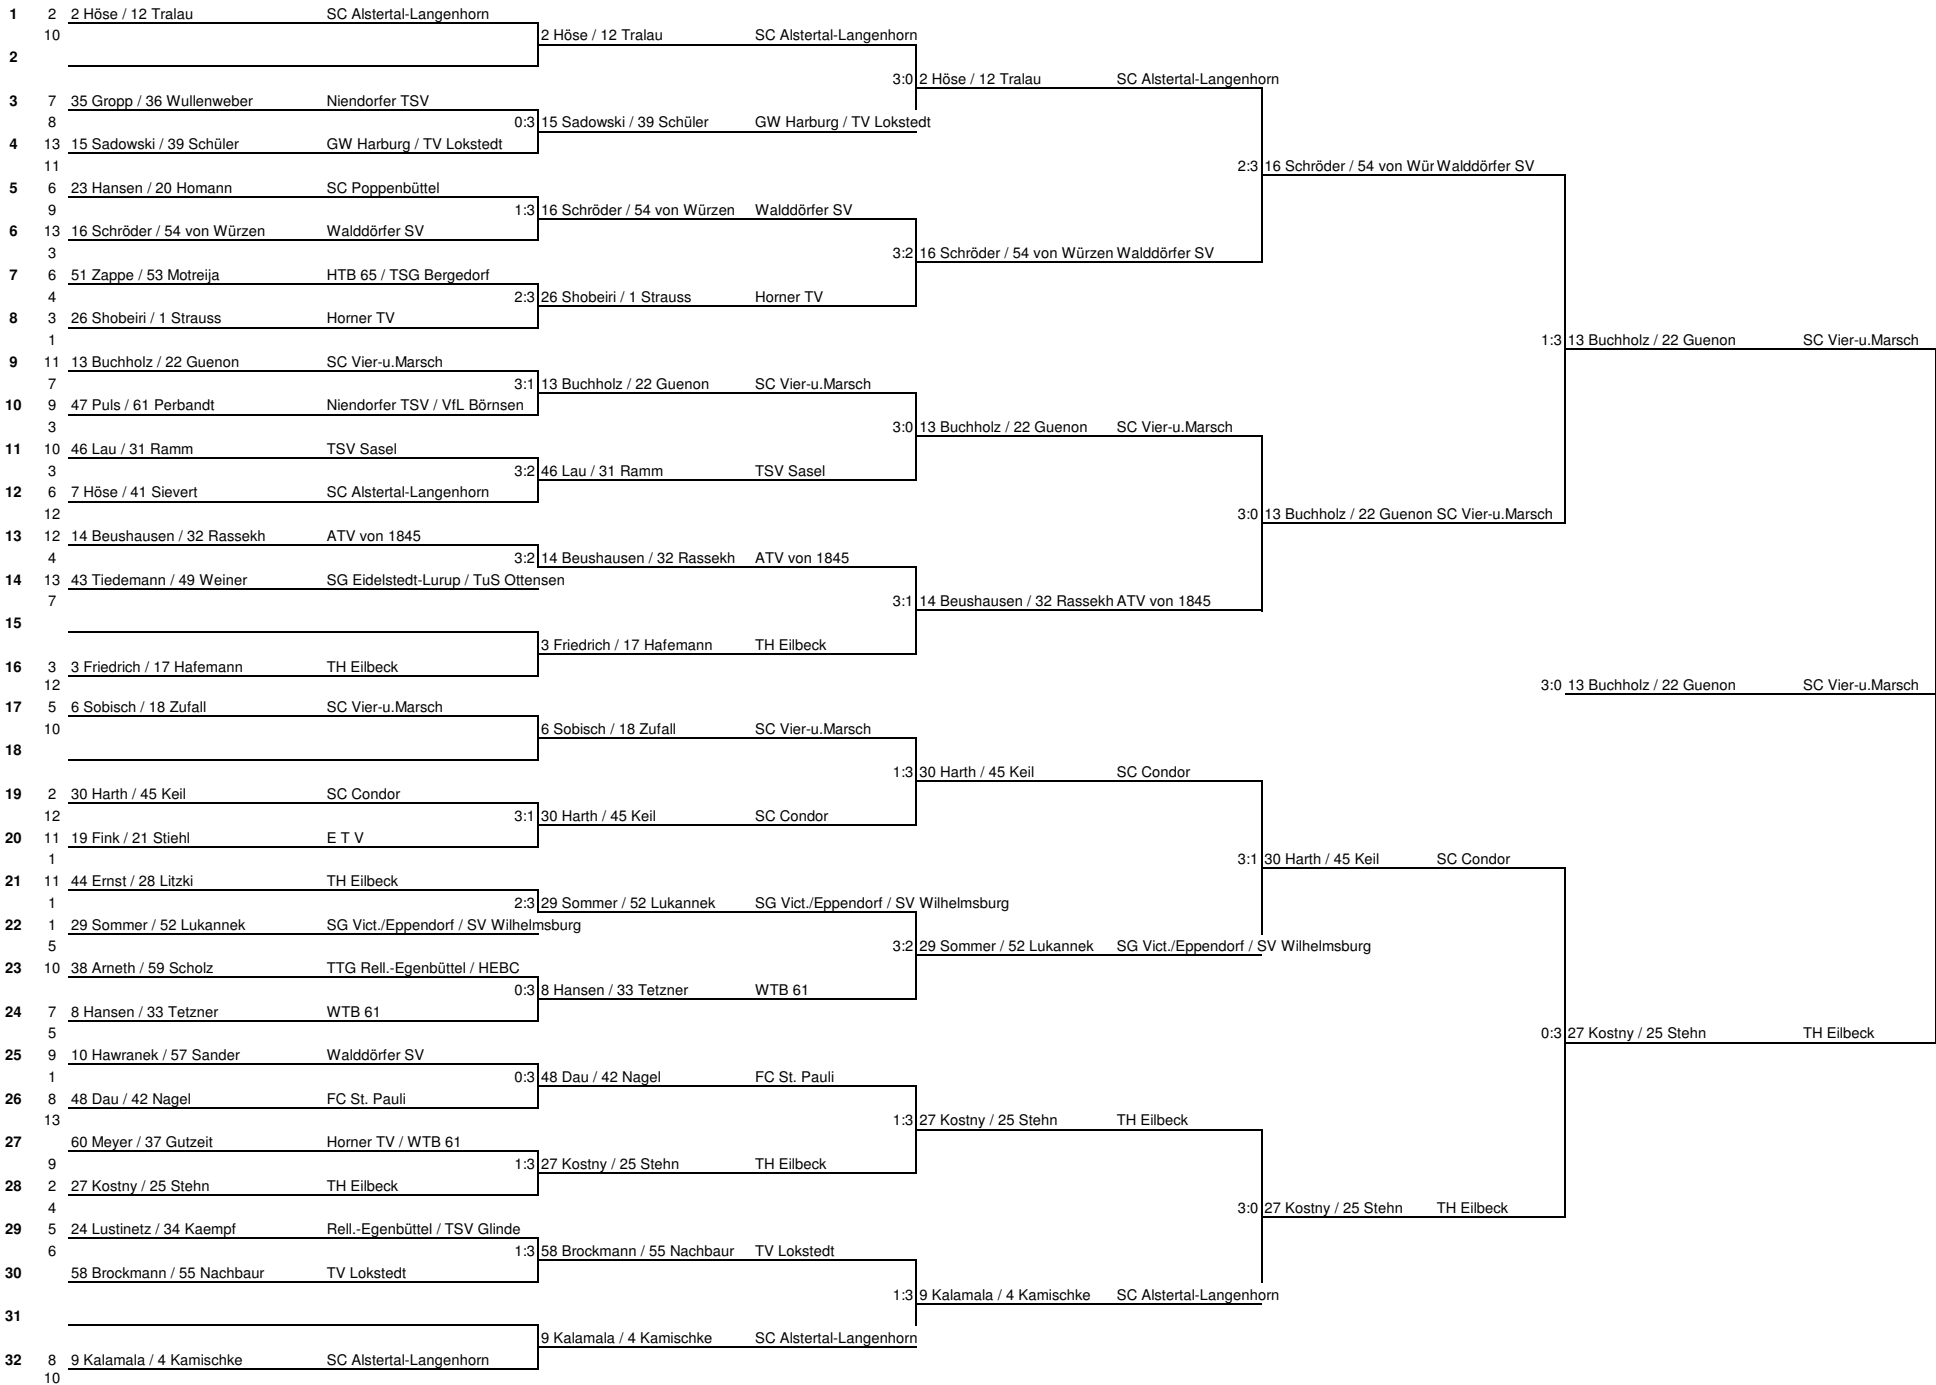 1 2 2 Höse / 12 Tralau SC Alstertal-Langenhorn
10 2 Höse / 12 Tralau SC Alstertal-Langenhorn
2
3:0 2 Höse / 12 Tralau SC Alstertal-Langenhorn
3 7 35 Gropp / 36 Wullenweber Niendorfer TSV
8 0:3 15 Sadowski / 39 Schüler GW Harburg / TV Lokstedt
4 13 15 Sadowski / 39 Schüler GW Harburg / TV Lokstedt
11 2:3 16 Schröder / 54 von Wür Walddörfer SV
5 6 23 Hansen / 20 Homann SC Poppenbüttel
9 1:3 16 Schröder / 54 von Würzen Walddörfer SV
6 13 16 Schröder / 54 von Würzen Walddörfer SV
3 3:2 16 Schröder / 54 von Würzen Walddörfer SV
7 6 51 Zappe / 53 Motreija HTB 65 / TSG Bergedorf
4 2:3 26 Shobeiri / 1 Strauss Horner TV
8 3 26 Shobeiri / 1 Strauss Horner TV
1 1:3 13 Buchholz / 22 Guenon SC Vier-u.Marsch
9 11 13 Buchholz / 22 Guenon SC Vier-u.Marsch
7 3:1 13 Buchholz / 22 Guenon SC Vier-u.Marsch
10 9 47 Puls / 61 Perbandt Niendorfer TSV / VfL Börnsen
3 3:0 13 Buchholz / 22 Guenon SC Vier-u.Marsch
11 10 46 Lau / 31 Ramm TSV Sasel
3 3:2 46 Lau / 31 Ramm TSV Sasel
12 6 7 Höse / 41 Sievert SC Alstertal-Langenhorn
12 3:0 13 Buchholz / 22 Guenon SC Vier-u.Marsch
13 12 14 Beushausen / 32 Rassekh ATV von 1845
4 3:2 14 Beushausen / 32 Rassekh ATV von 1845
14 13 43 Tiedemann / 49 Weiner SG Eidelstedt-Lurup / TuS Ottensen
7 3:1 14 Beushausen / 32 Rassekh ATV von 1845
15
3 Friedrich / 17 Hafemann TH Eilbeck
16 3 3 Friedrich / 17 Hafemann TH Eilbeck
12 3:0 13 Buchholz / 22 Guenon SC Vier-u.Marsch
17 5 6 Sobisch / 18 Zufall SC Vier-u.Marsch
10 6 Sobisch / 18 Zufall SC Vier-u.Marsch
18
1:3 30 Harth / 45 Keil SC Condor
19 2 30 Harth / 45 Keil SC Condor
12 3:1 30 Harth / 45 Keil SC Condor
20 11 19 Fink / 21 Stiehl E T V
1 3:1 30 Harth / 45 Keil SC Condor
21 11 44 Ernst / 28 Litzki TH Eilbeck
1 2:3 29 Sommer / 52 Lukannek SG Vict./Eppendorf / SV Wilhelmsburg
22 1 29 Sommer / 52 Lukannek SG Vict./Eppendorf / SV Wilhelmsburg
5 3:2 29 Sommer / 52 Lukannek SG Vict./Eppendorf / SV Wilhelmsburg
23 10 38 Arneth / 59 Scholz TTG Rell.-Egenbüttel / HEBC
0:3 8 Hansen / 33 Tetzner WTB 61
24 7 8 Hansen / 33 Tetzner WTB 61
5 0:3 27 Kostny / 25 Stehn TH Eilbeck
25 9 10 Hawranek / 57 Sander Walddörfer SV
1 0:3 48 Dau / 42 Nagel FC St. Pauli
26 8 48 Dau / 42 Nagel FC St. Pauli
13 1:3 27 Kostny / 25 Stehn TH Eilbeck
27 60 Meyer / 37 Gutzeit Horner TV / WTB 61
9 1:3 27 Kostny / 25 Stehn TH Eilbeck
28 2 27 Kostny / 25 Stehn TH Eilbeck
4 3:0 27 Kostny / 25 Stehn TH Eilbeck
29 5 24 Lustinetz / 34 Kaempf Rell.-Egenbüttel / TSV Glinde
6 1:3 58 Brockmann / 55 Nachbaur TV Lokstedt
30 58 Brockmann / 55 Nachbaur TV Lokstedt
1:3 9 Kalamala / 4 Kamischke SC Alstertal-Langenhorn
31
9 Kalamala / 4 Kamischke SC Alstertal-Langenhorn
32 8 9 Kalamala / 4 Kamischke SC Alstertal-Langenhorn
10